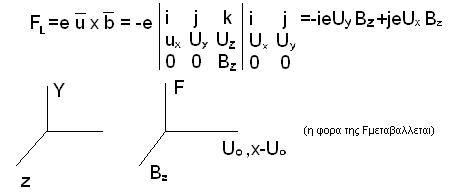 i j k i j
F_L = e u̅ x b̅ = -e | u_x U_y U_z | U_x U_y =-ieU_y B_z+jeU_x B_z
0 0 B_z 0 0
Y F
U_o ,x-U_o (η φορα της Fμεταβαλλεται)
z B_z